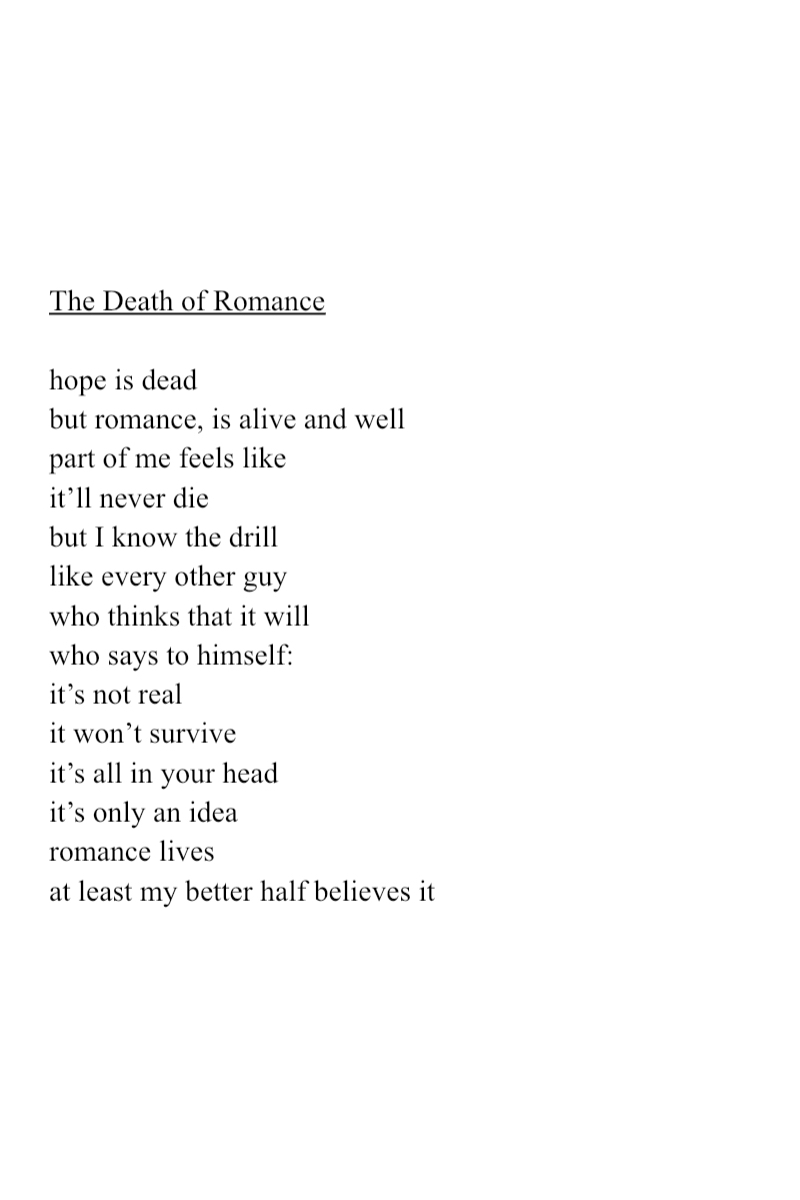 The Death of Romance
hope is dead
but romance, is alive and well
part of me feels like
it’ll never die
but I know the drill
like every other guy
who thinks that it will
who says to himself:
it’s not real
it won’t survive
it’s all in your head
it’s only an idea
romance lives
at least my better half believes it